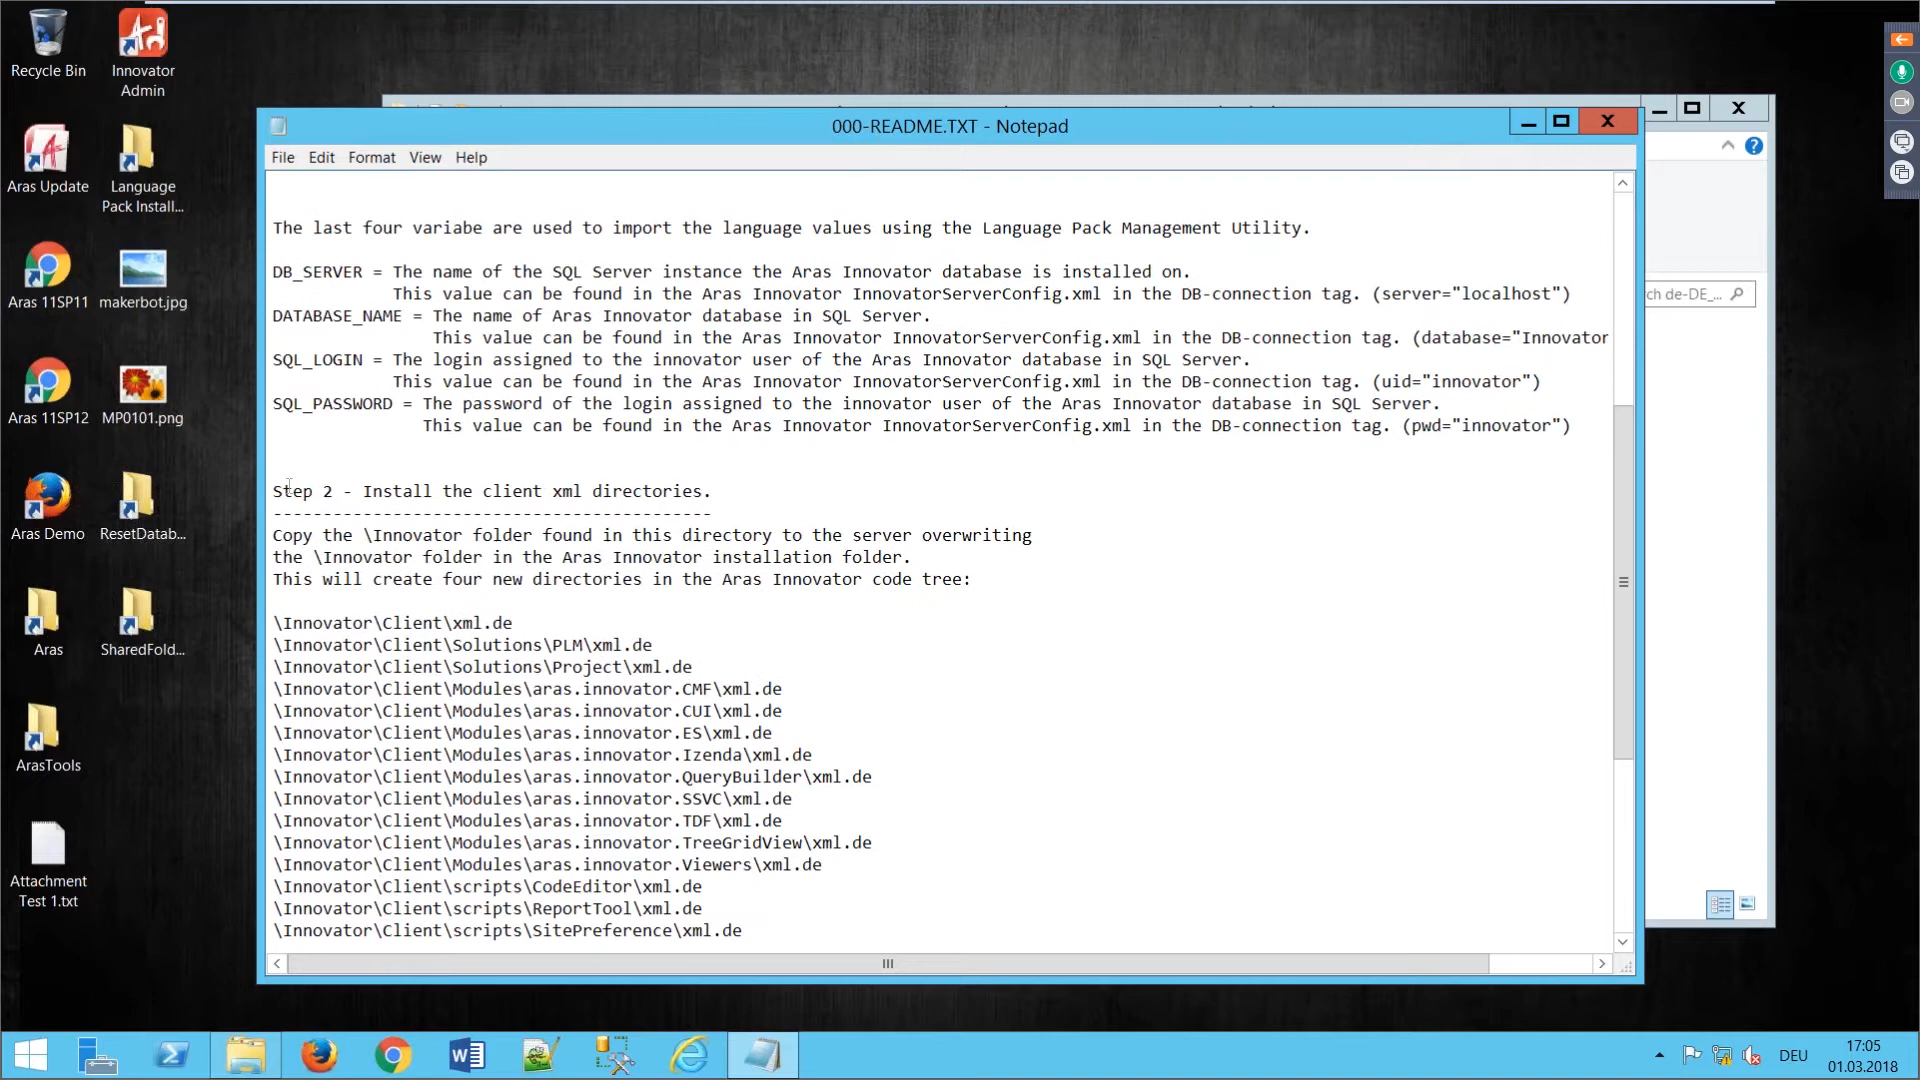 Recycle Bin
Innovator
Admin
Aras Update
Language
Pack Install...
Aras 11SP11
makerbot.jpg
Aras 11SP12
MP0101.png
Aras Demo
ResetDatab...
Aras
SharedFold...
ArasTools
Attachment
Test 1.txt
000-README.TXT - Notepad
File Edit Format View Help
The last four variabe are used to import the language values using the Language Pack Management Utility.
DB_SERVER = The name of the SQL Server instance the Aras Innovator database is installed on.
This value can be found in the Aras Innovator InnovatorServerConfig.xml in the DB-connection tag. (server="localhost")
DATABASE_NAME = The name of Aras Innovator database in SQL Server.
This value can be found in the Aras Innovator InnovatorServerConfig.xml in the DB-connection tag. (database="Innovator
SQL_LOGIN = The login assigned to the innovator user of the Aras Innovator database in SQL Server.
This value can be found in the Aras Innovator InnovatorServerConfig.xml in the DB-connection tag. (uid="innovator")
SQL_PASSWORD = The password of the login assigned to the innovator user of the Aras Innovator database in SQL Server.
This value can be found in the Aras Innovator InnovatorServerConfig.xml in the DB-connection tag. (pwd="innovator")
Step 2 - Install the client xml directories.
--------------------------------------------
Copy the \Innovator folder found in this directory to the server overwriting
the \Innovator folder in the Aras Innovator installation folder.
This will create four new directories in the Aras Innovator code tree:
\Innovator\Client\xml.de
\Innovator\Client\Solutions\PLM\xml.de
\Innovator\Client\Solutions\Project\xml.de
\Innovator\Client\Modules\aras.innovator.CMF\xml.de
\Innovator\Client\Modules\aras.innovator.CUI\xml.de
\Innovator\Client\Modules\aras.innovator.ES\xml.de
\Innovator\Client\Modules\aras.innovator.Izenda\xml.de
\Innovator\Client\Modules\aras.innovator.QueryBuilder\xml.de
\Innovator\Client\Modules\aras.innovator.SSVC\xml.de
\Innovator\Client\Modules\aras.innovator.TDF\xml.de
\Innovator\Client\Modules\aras.innovator.TreeGridView\xml.de
\Innovator\Client\Modules\aras.innovator.Viewers\xml.de
\Innovator\Client\scripts\CodeEditor\xml.de
\Innovator\Client\scripts\ReportTool\xml.de
\Innovator\Client\scripts\SitePreference\xml.de
ch de-DE_...
DEU
17:05
01.03.2018